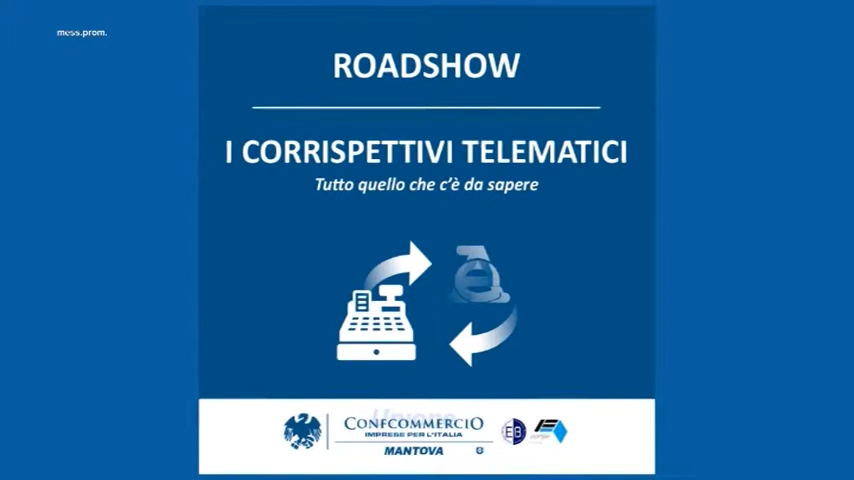 mess.prom.
ROADSHOW
I CORRISPETTIVI TELEMATICI
Tutto quello che c'è da sapere
CONFCOMMERCIO
IMPRESE PER L'ITALIA
MANTOVA